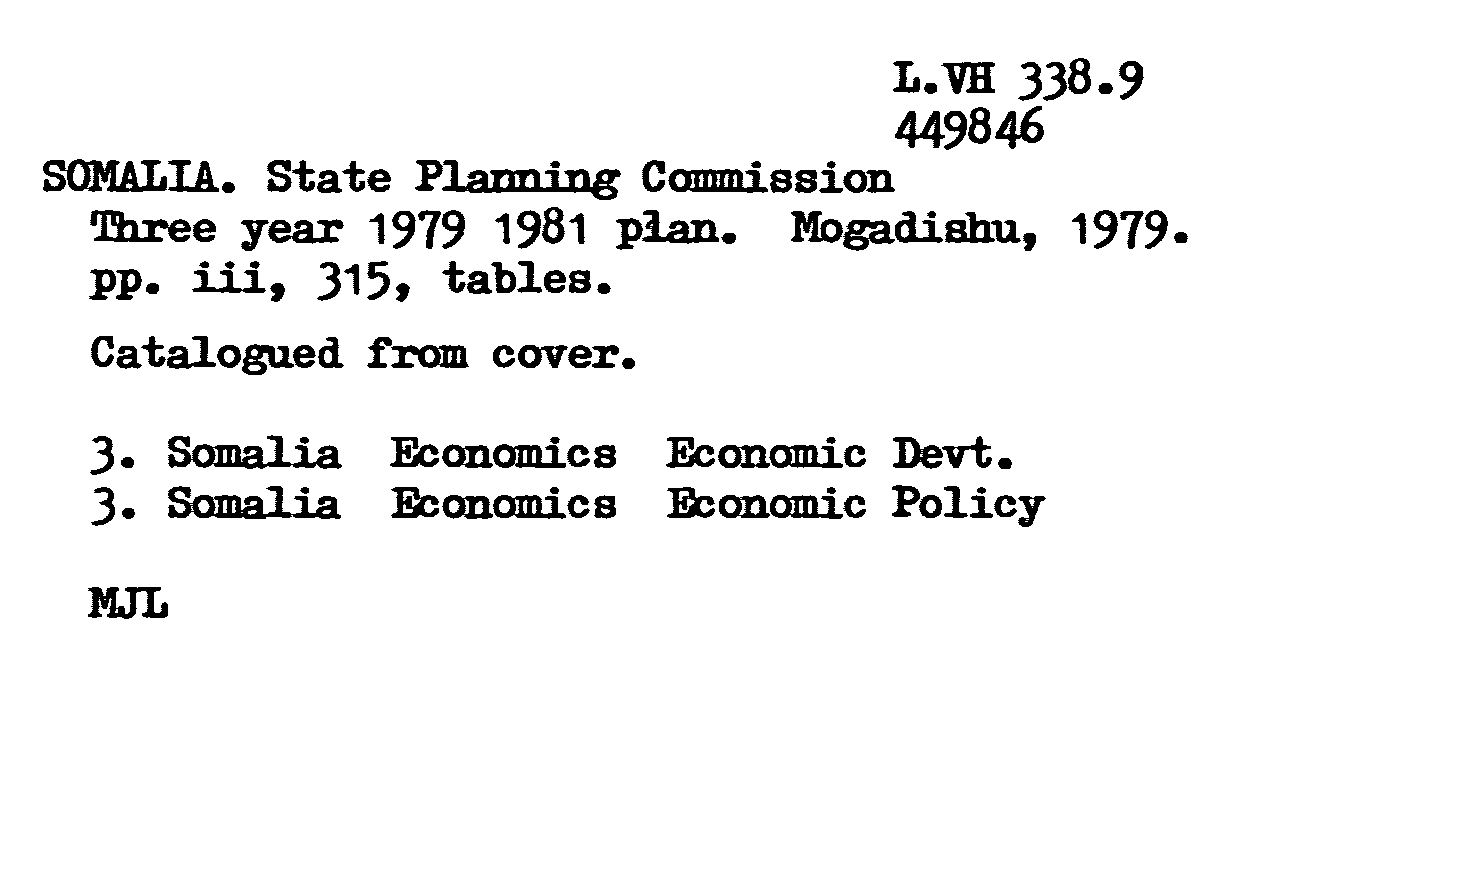 L.VH 338.9
449846
SOMALIA. State Planning Commission
Three year 1979 1981 plan. Mogadishu, 1979.
pp. iii, 315, tables.
Catalogued from cover.
3. Somalia Economics Economic Devt.
3. Somalia Economics Economic Policy
MJL